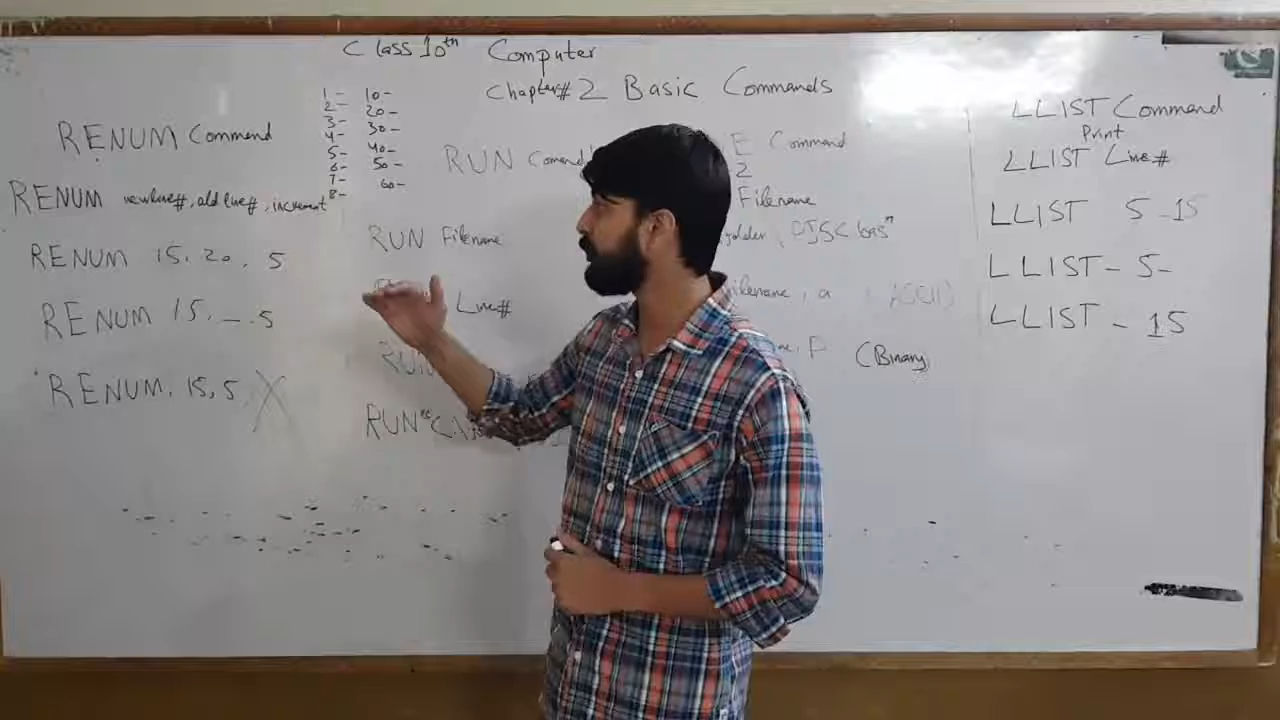 Class 10th Computer
Chapter# 2 Basic Commands
RENUM Command
RENUM newline#, old line#, increment
RENUM 15, 20, 5
RENUM 15, _ , 5
RENUM, 15, 5 X
1- 10-
2- 20-
3- 30-
4- 40-
5- 50-
6- 60-
7-
8-
RUN Comand
RUN Filename
Line#
RUN
RUN "C:\
E Command
2
Filename
bas"
filename, a (ASCII)
, P (Binary)
LLIST Command
Print
LLIST Line#
LLIST 5-15
LLIST - 5-
LLIST - 15